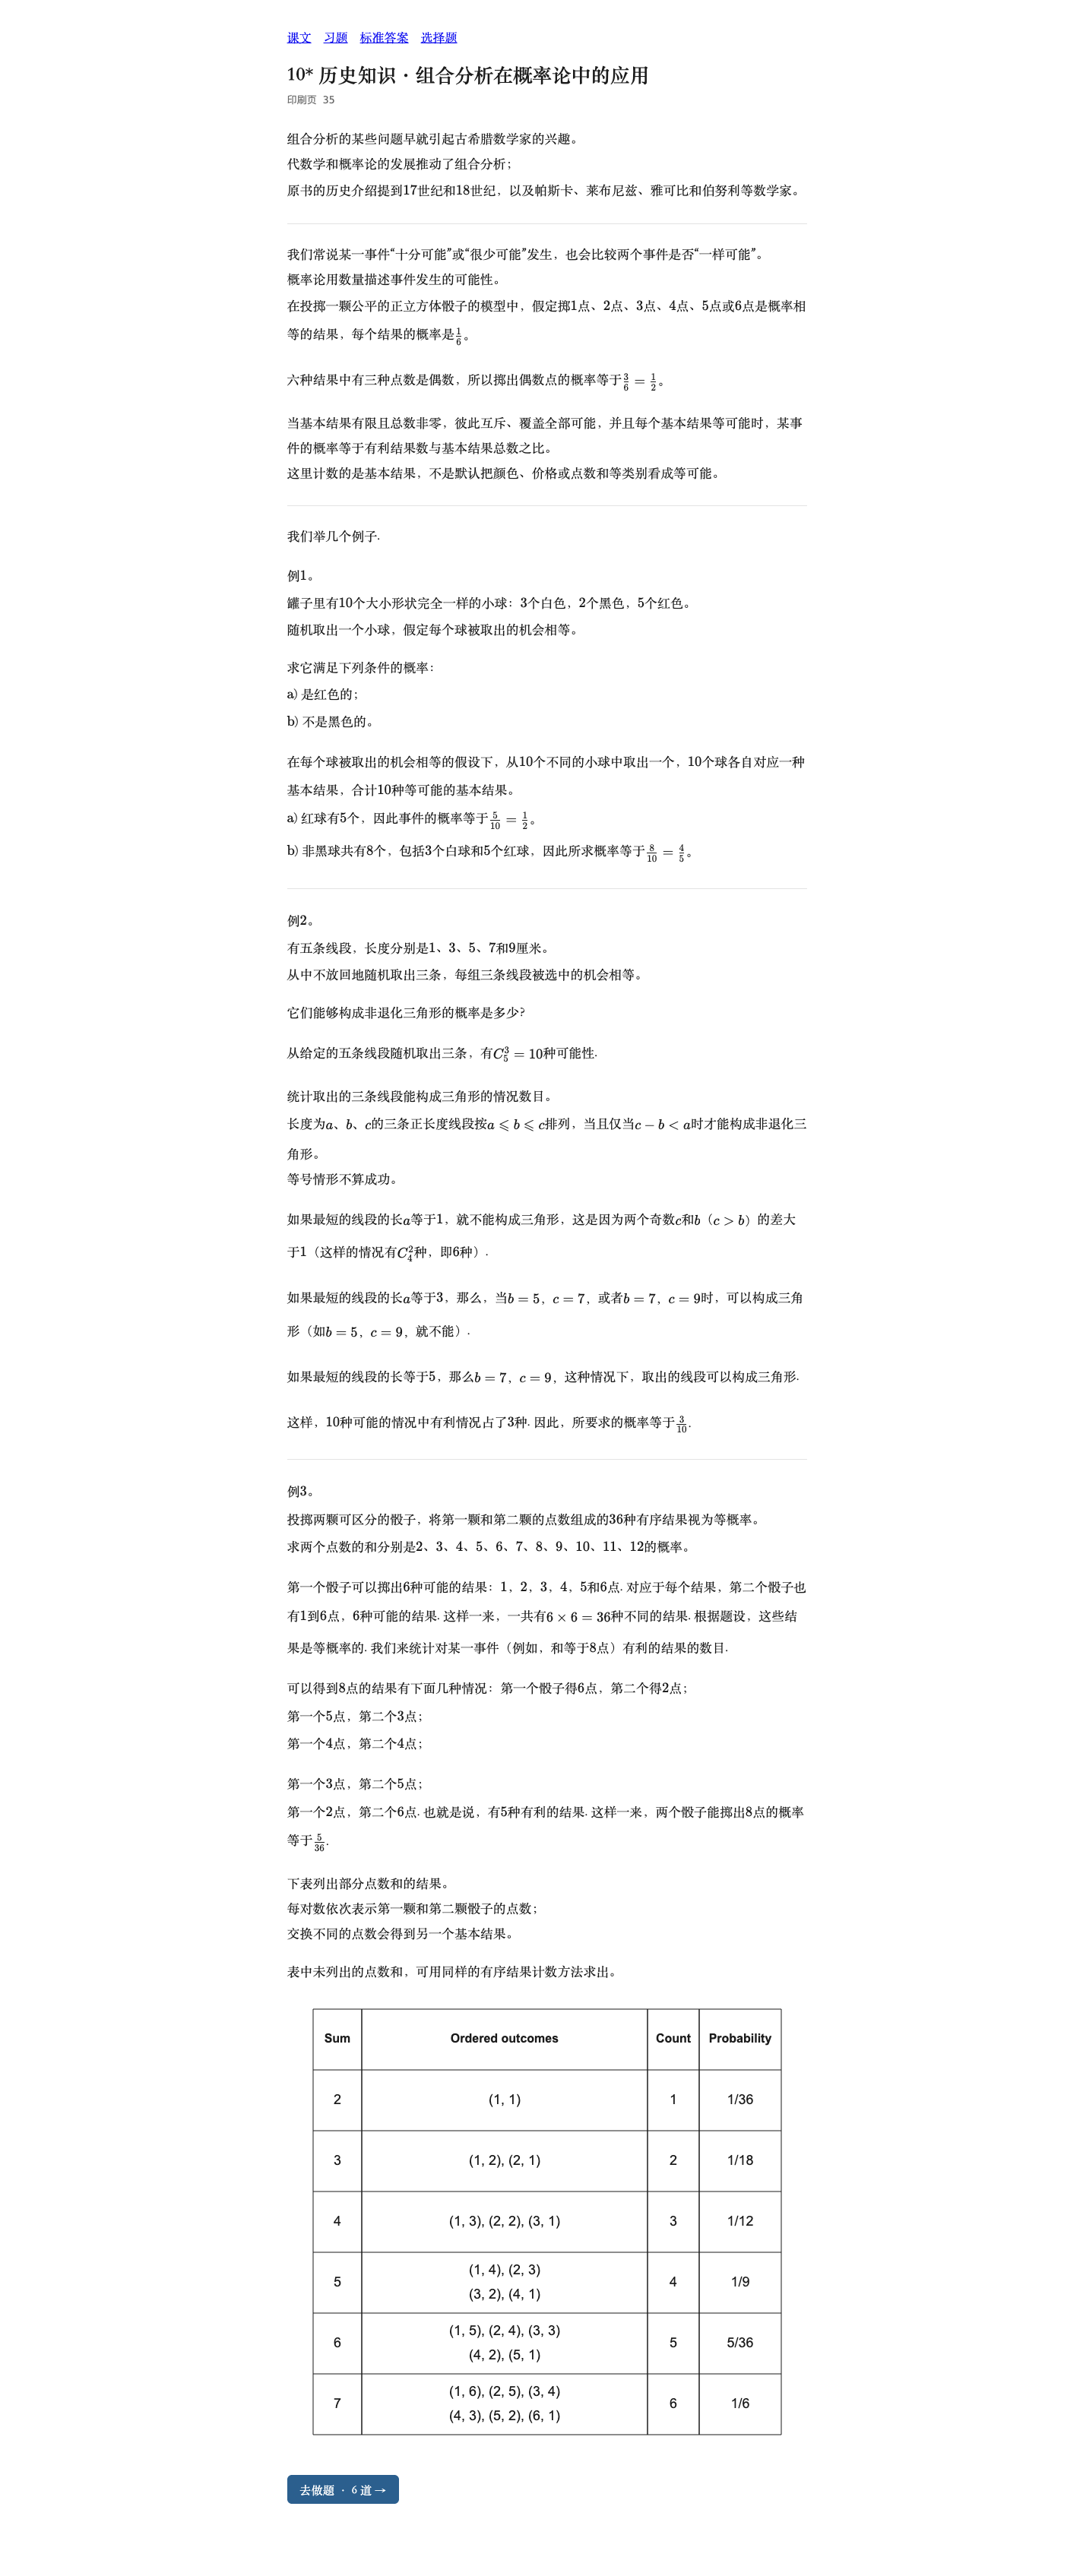 课文 习题 标准答案 选择题
10* 历史知识 · 组合分析在概率论中的应用
印刷页 35
组合分析的某些问题早就引起古希腊数学家的兴趣。
代数学和概率论的发展推动了组合分析；
原书的历史介绍提到17世纪和18世纪，以及帕斯卡、莱布尼兹、雅可比和伯努利等数学家。
我们常说某一事件“十分可能”或“很少可能”发生，也会比较两个事件是否“一样可能”。
概率论用数量描述事件发生的可能性。
在投掷一颗公平的正立方体骰子的模型中，假定掷1点、2点、3点、4点、5点或6点是概率相
等的结果，每个结果的概率是1/6。
六种结果中有三种点数是偶数，所以掷出偶数点的概率等于3/6 = 1/2。
当基本结果有限且总数非零，彼此互斥、覆盖全部可能，并且每个基本结果等可能时，某事
件的概率等于有利结果数与基本结果总数之比。
这里计数的是基本结果，不是默认把颜色、价格或点数和等类别看成等可能。
我们举几个例子.
例1。
罐子里有10个大小形状完全一样的小球：3个白色，2个黑色，5个红色。
随机取出一个小球，假定每个球被取出的机会相等。
求它满足下列条件的概率：
a) 是红色的；
b) 不是黑色的。
在每个球被取出的机会相等的假设下，从10个不同的小球中取出一个，10个球各自对应一种
基本结果，合计10种等可能的基本结果。
a) 红球有5个，因此事件的概率等于5/10 = 1/2。
b) 非黑球共有8个，包括3个白球和5个红球，因此所求概率等于8/10 = 4/5。
例2。
有五条线段，长度分别是1、3、5、7和9厘米。
从中不放回地随机取出三条，每组三条线段被选中的机会相等。
它们能够构成非退化三角形的概率是多少?
从给定的五条线段随机取出三条，有C_5^3 = 10种可能性.
统计取出的三条线段能构成三角形的情况数目。
长度为a、b、c的三条正长度线段按a ⩽ b ⩽ c排列，当且仅当c − b < a时才能构成非退化三
角形。
等号情形不算成功。
如果最短的线段的长a等于1，就不能构成三角形，这是因为两个奇数c和b（c > b）的差大
于1（这样的情况有C_4^2种，即6种）.
如果最短的线段的长a等于3，那么，当b = 5，c = 7，或者b = 7，c = 9时，可以构成三角
形（如b = 5，c = 9，就不能）.
如果最短的线段的长等于5，那么b = 7，c = 9，这种情况下，取出的线段可以构成三角形.
这样，10种可能的情况中有利情况占了3种. 因此，所要求的概率等于3/10.
例3。
投掷两颗可区分的骰子，将第一颗和第二颗的点数组成的36种有序结果视为等概率。
求两个点数的和分别是2、3、4、5、6、7、8、9、10、11、12的概率。
第一个骰子可以掷出6种可能的结果：1，2，3，4，5和6点. 对应于每个结果，第二个骰子也
有1到6点，6种可能的结果. 这样一来，一共有6 × 6 = 36种不同的结果. 根据题设，这些结
果是等概率的. 我们来统计对某一事件（例如，和等于8点）有利的结果的数目.
可以得到8点的结果有下面几种情况：第一个骰子得6点，第二个得2点；
第一个5点，第二个3点；
第一个4点，第二个4点；
第一个3点，第二个5点；
第一个2点，第二个6点. 也就是说，有5种有利的结果. 这样一来，两个骰子能掷出8点的概率
等于5/36.
下表列出部分点数和的结果。
每对数依次表示第一颗和第二颗骰子的点数；
交换不同的点数会得到另一个基本结果。
表中未列出的点数和，可用同样的有序结果计数方法求出。
Sum Ordered outcomes Count Probability
2 (1, 1) 1 1/36
3 (1, 2), (2, 1) 2 1/18
4 (1, 3), (2, 2), (3, 1) 3 1/12
5 (1, 4), (2, 3) (3, 2), (4, 1) 4 1/9
6 (1, 5), (2, 4), (3, 3) (4, 2), (5, 1) 5 5/36
7 (1, 6), (2, 5), (3, 4) (4, 3), (5, 2), (6, 1) 6 1/6
去做题 · 6 道 →